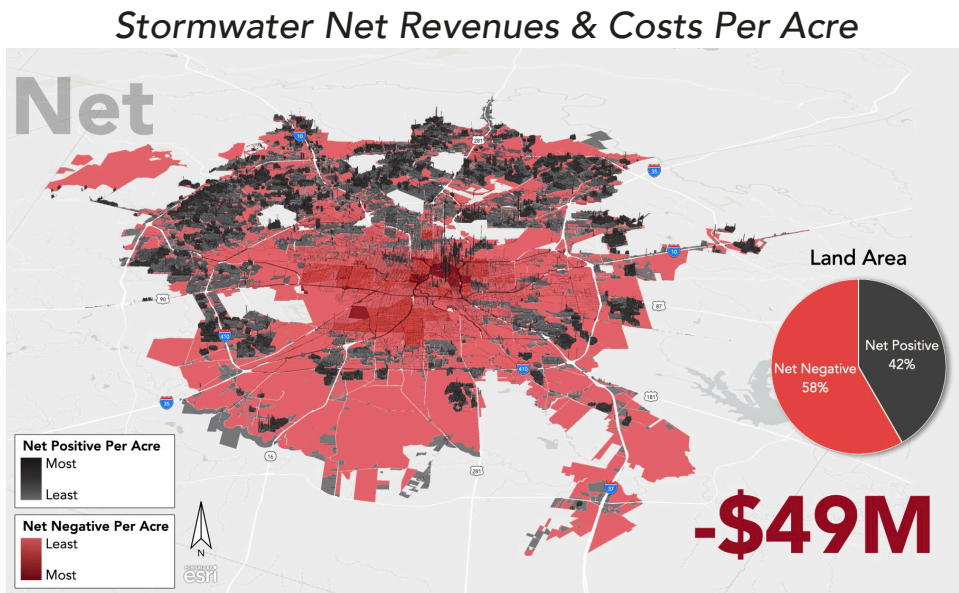 Stormwater Net Revenues & Costs Per Acre
Net
10
281
35
10
Land Area
90
87
410
Net Positive
42%
Net Negative
58%
410
181
35
16
281
37
Net Positive Per Acre
Most
Least
Net Negative Per Acre
Least
Most
N
POWERED BY
esri
-$49M